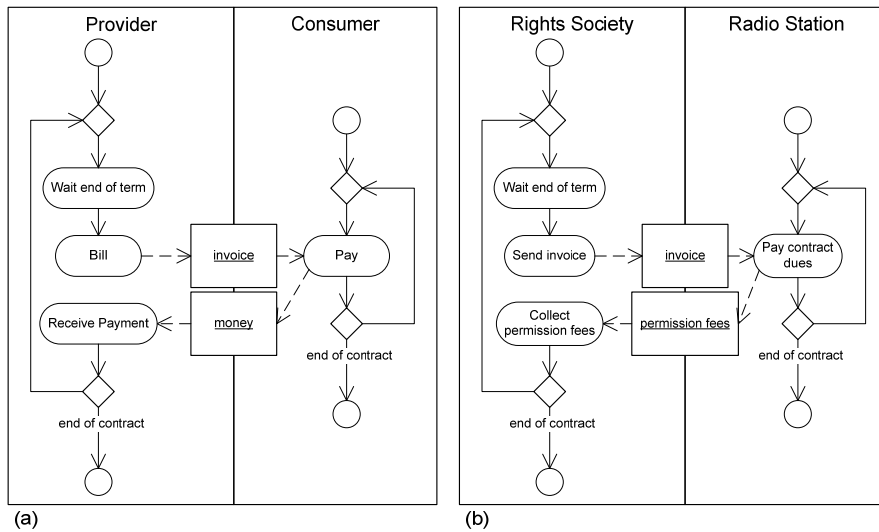 Provider
Consumer
Wait end of term
Bill
invoice
Pay
Receive Payment
money
end of contract
end of contract
(a)
Rights Society
Radio Station
Wait end of term
Send invoice
invoice
Pay contract
dues
Collect
permission fees
permission fees
end of contract
end of contract
(b)